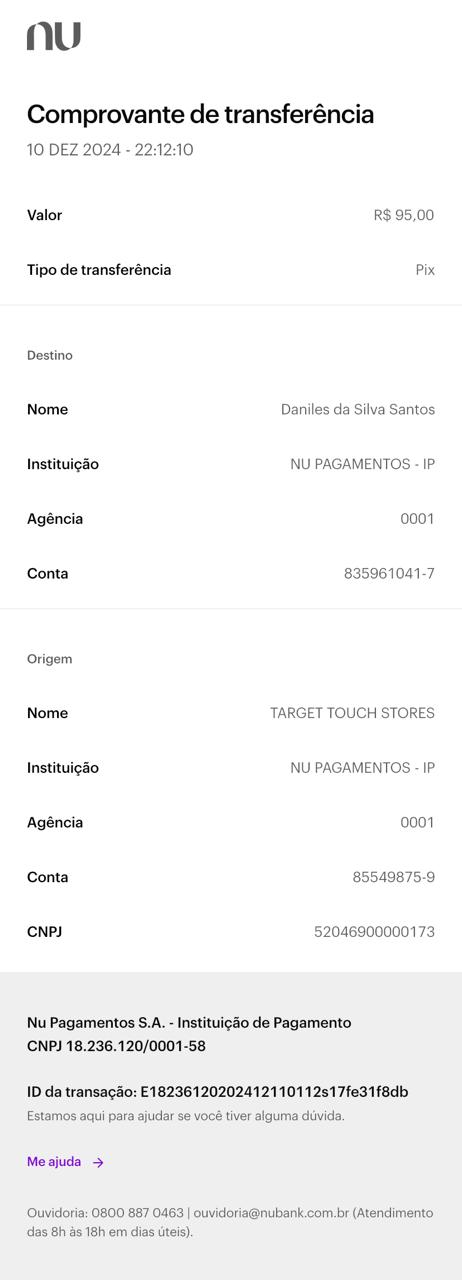 nu
Comprovante de transferência
10 DEZ 2024 - 22:12:10
Valor R$ 95,00
Tipo de transferência Pix
Destino
Nome Daniles da Silva Santos
Instituição NU PAGAMENTOS - IP
Agência 0001
Conta 835961041-7
Origem
Nome TARGET TOUCH STORES
Instituição NU PAGAMENTOS - IP
Agência 0001
Conta 85549875-9
CNPJ 52046900000173
Nu Pagamentos S.A. - Instituição de Pagamento
CNPJ 18.236.120/0001-58
ID da transação: E18236120202412110112s17fe31f8db
Estamos aqui para ajudar se você tiver alguma dúvida.
Me ajuda →
Ouvidoria: 0800 887 0463 | ouvidoria@nubank.com.br (Atendimento
das 8h às 18h em dias úteis).